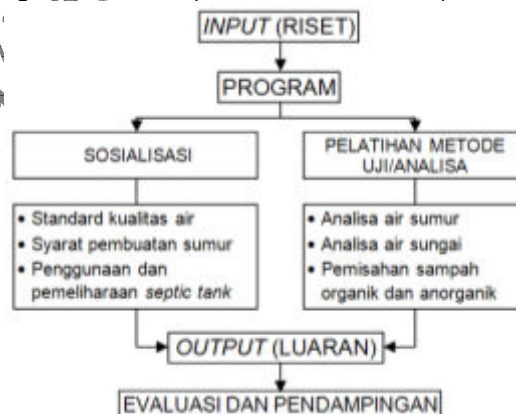 INPUT (RISET)
PROGRAM
SOSIALISASI
PELATIHAN METODE
UJI/ANALISA
• Standard kualitas air
• Syarat pembuatan sumur
• Penggunaan dan
pemeliharaan septic tank
• Analisa air sumur
• Analisa air sungai
• Pemisahan sampah
organik dan anorganik
OUTPUT (LUARAN)
EVALUASI DAN PENDAMPINGAN